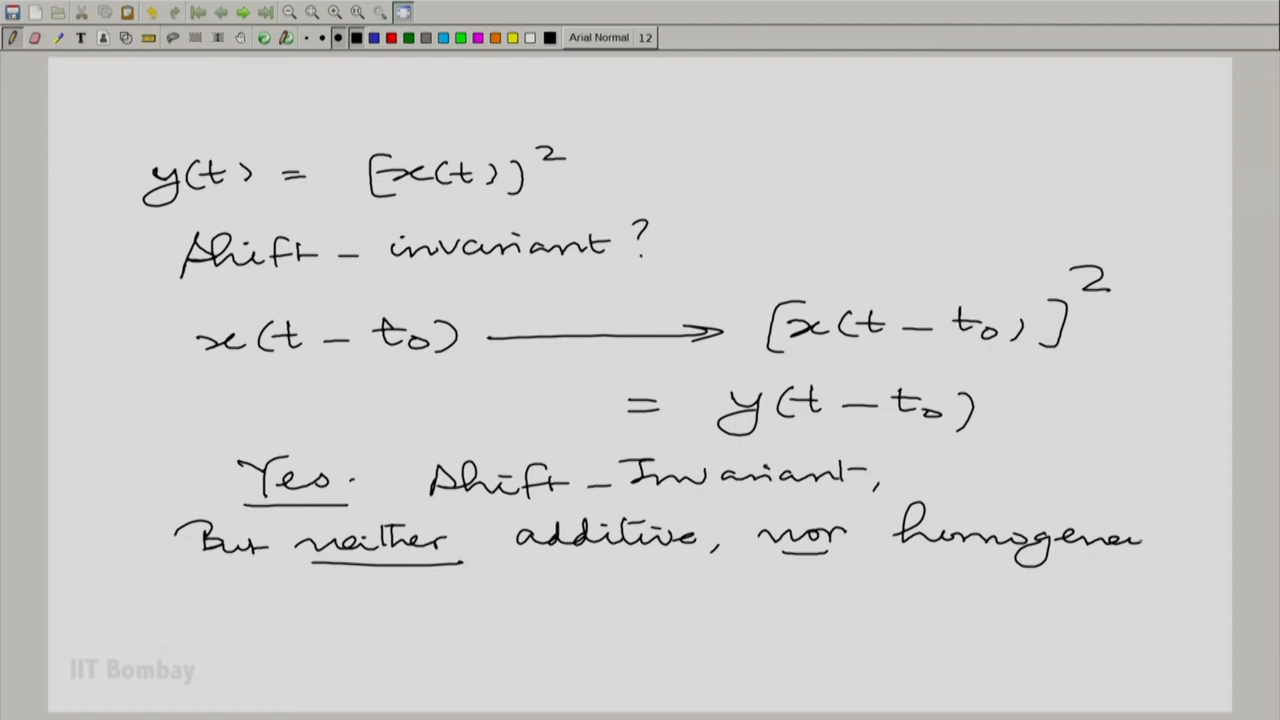 Arial Normal 12
y(t) = [x(t)]²
Shift - invariant?
x(t - t₀) ⟶ [x(t - t₀)]²
= y(t - t₀)
Yes. Shift - Invariant,
But neither additive, nor homogene
IIT Bombay